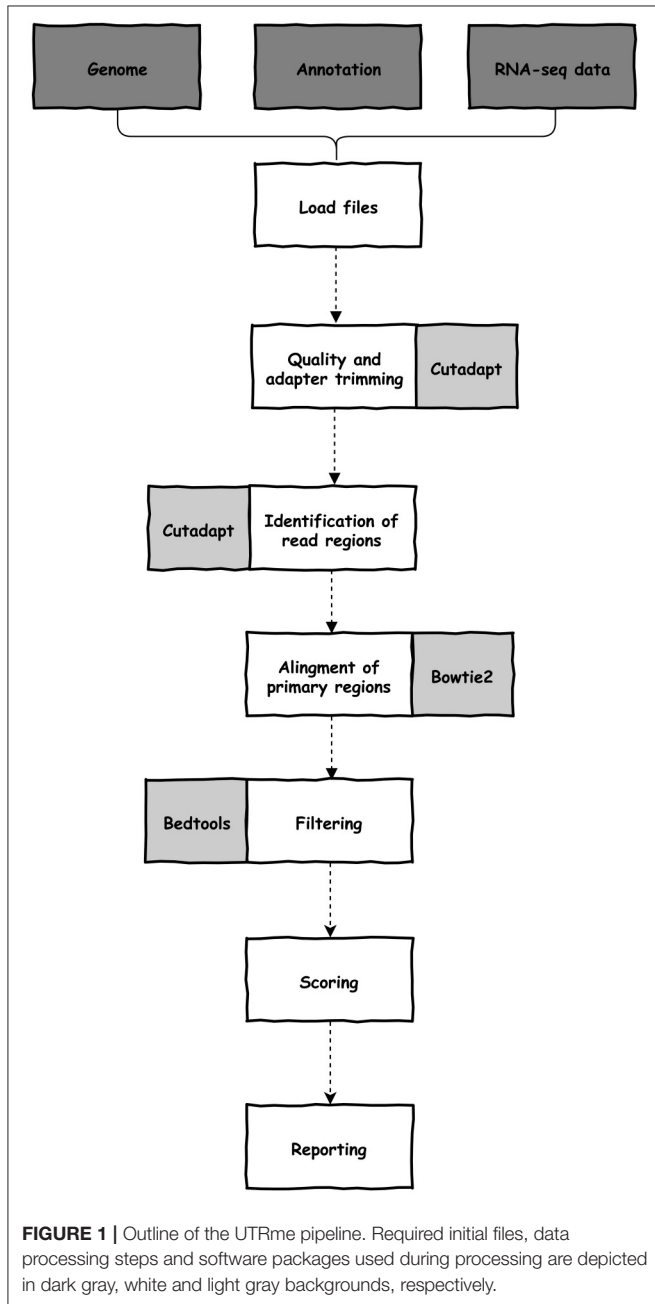 Genome
Annotation
RNA-seq data
Load files
Quality and
adapter trimming
Cutadapt
Cutadapt
Identification of
read regions
Alingment of
primary regions
Bowtie2
Bedtools
Filtering
Scoring
Reporting
FIGURE 1 | Outline of the UTRme pipeline. Required initial files, data
processing steps and software packages used during processing are depicted
in dark gray, white and light gray backgrounds, respectively.